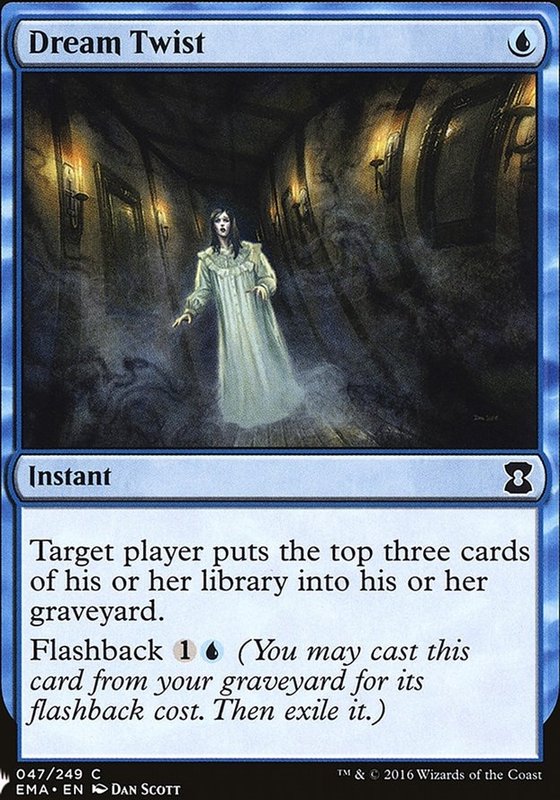 Dream Twist
Instant
Target player puts the top three cards
of his or her library into his or her
graveyard.
Flashback 1 (You may cast this
card from your graveyard for its
flashback cost. Then exile it.)
047/249 C
EMA • EN Dan Scott
™ & © 2016 Wizards of the Coast